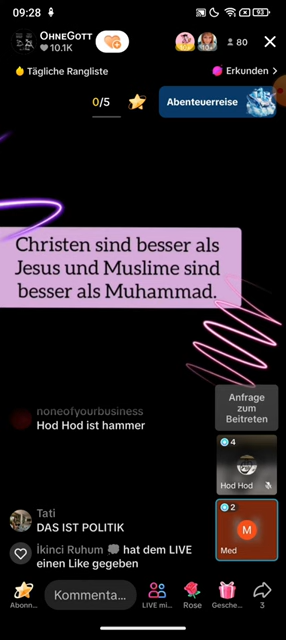 09:28
93
OHNEGOTT
10.1K
80
Tägliche Rangliste
Erkunden >
0/5
Abenteuerreise
Christen sind besser als
Jesus und Muslime sind
besser als Muhammad.
noneofyourbusiness
Hod Hod ist hammer
Anfrage
zum
Beitreten
4
Hod Hod
Tati
DAS IST POLITIK
2
M
Med
İkinci Ruhum 💭 hat dem LIVE
einen Like gegeben
Abonn...
Kommenta...
LIVE mi...
Rose
Gesche...
3